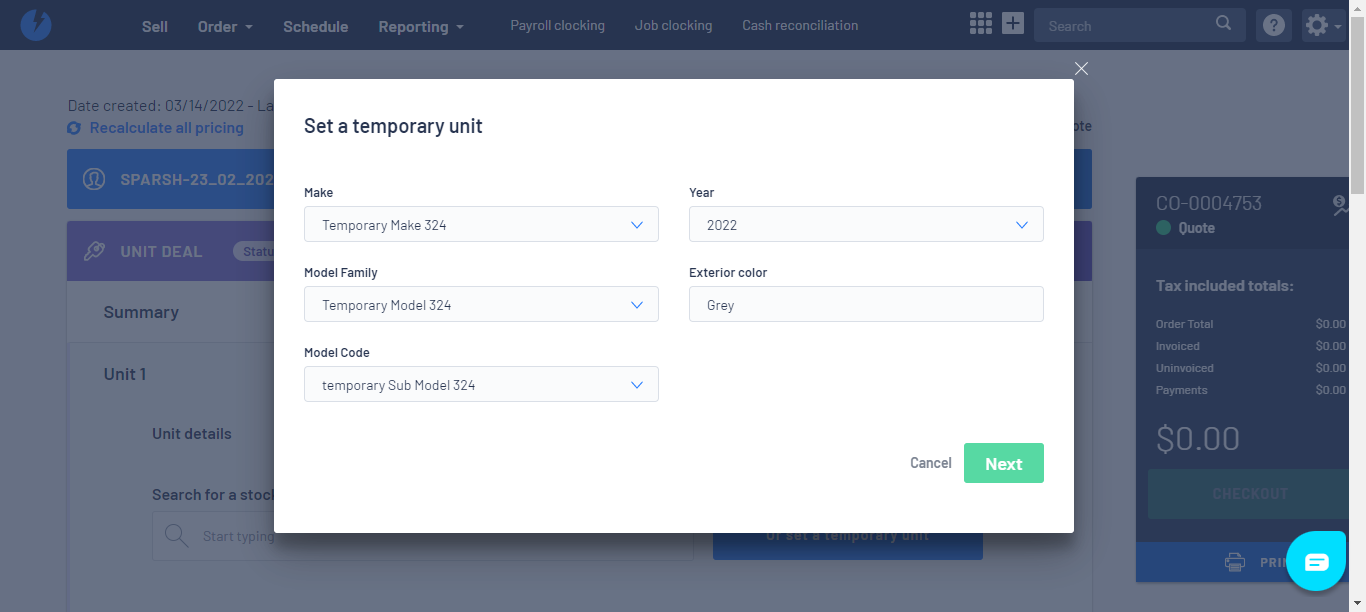 Sell Order Schedule Reporting Payroll clocking Job clocking Cash reconciliation Search
Date created: 03/14/2022 - La
Recalculate all pricing
SPARSH-23_02_202
UNIT DEAL Statu
Summary
Unit 1
Unit details
Search for a stock
Start typing
Set a temporary unit
Make
Temporary Make 324
Year
2022
Model Family
Temporary Model 324
Exterior color
Grey
Model Code
temporary Sub Model 324
Cancel Next
Or set a temporary unit
CO-0004753
Quote
Tax included totals:
Order Total $0.00
Invoiced $0.00
Uninvoiced $0.00
Payments $0.00
$0.00
CHECKOUT
PRI